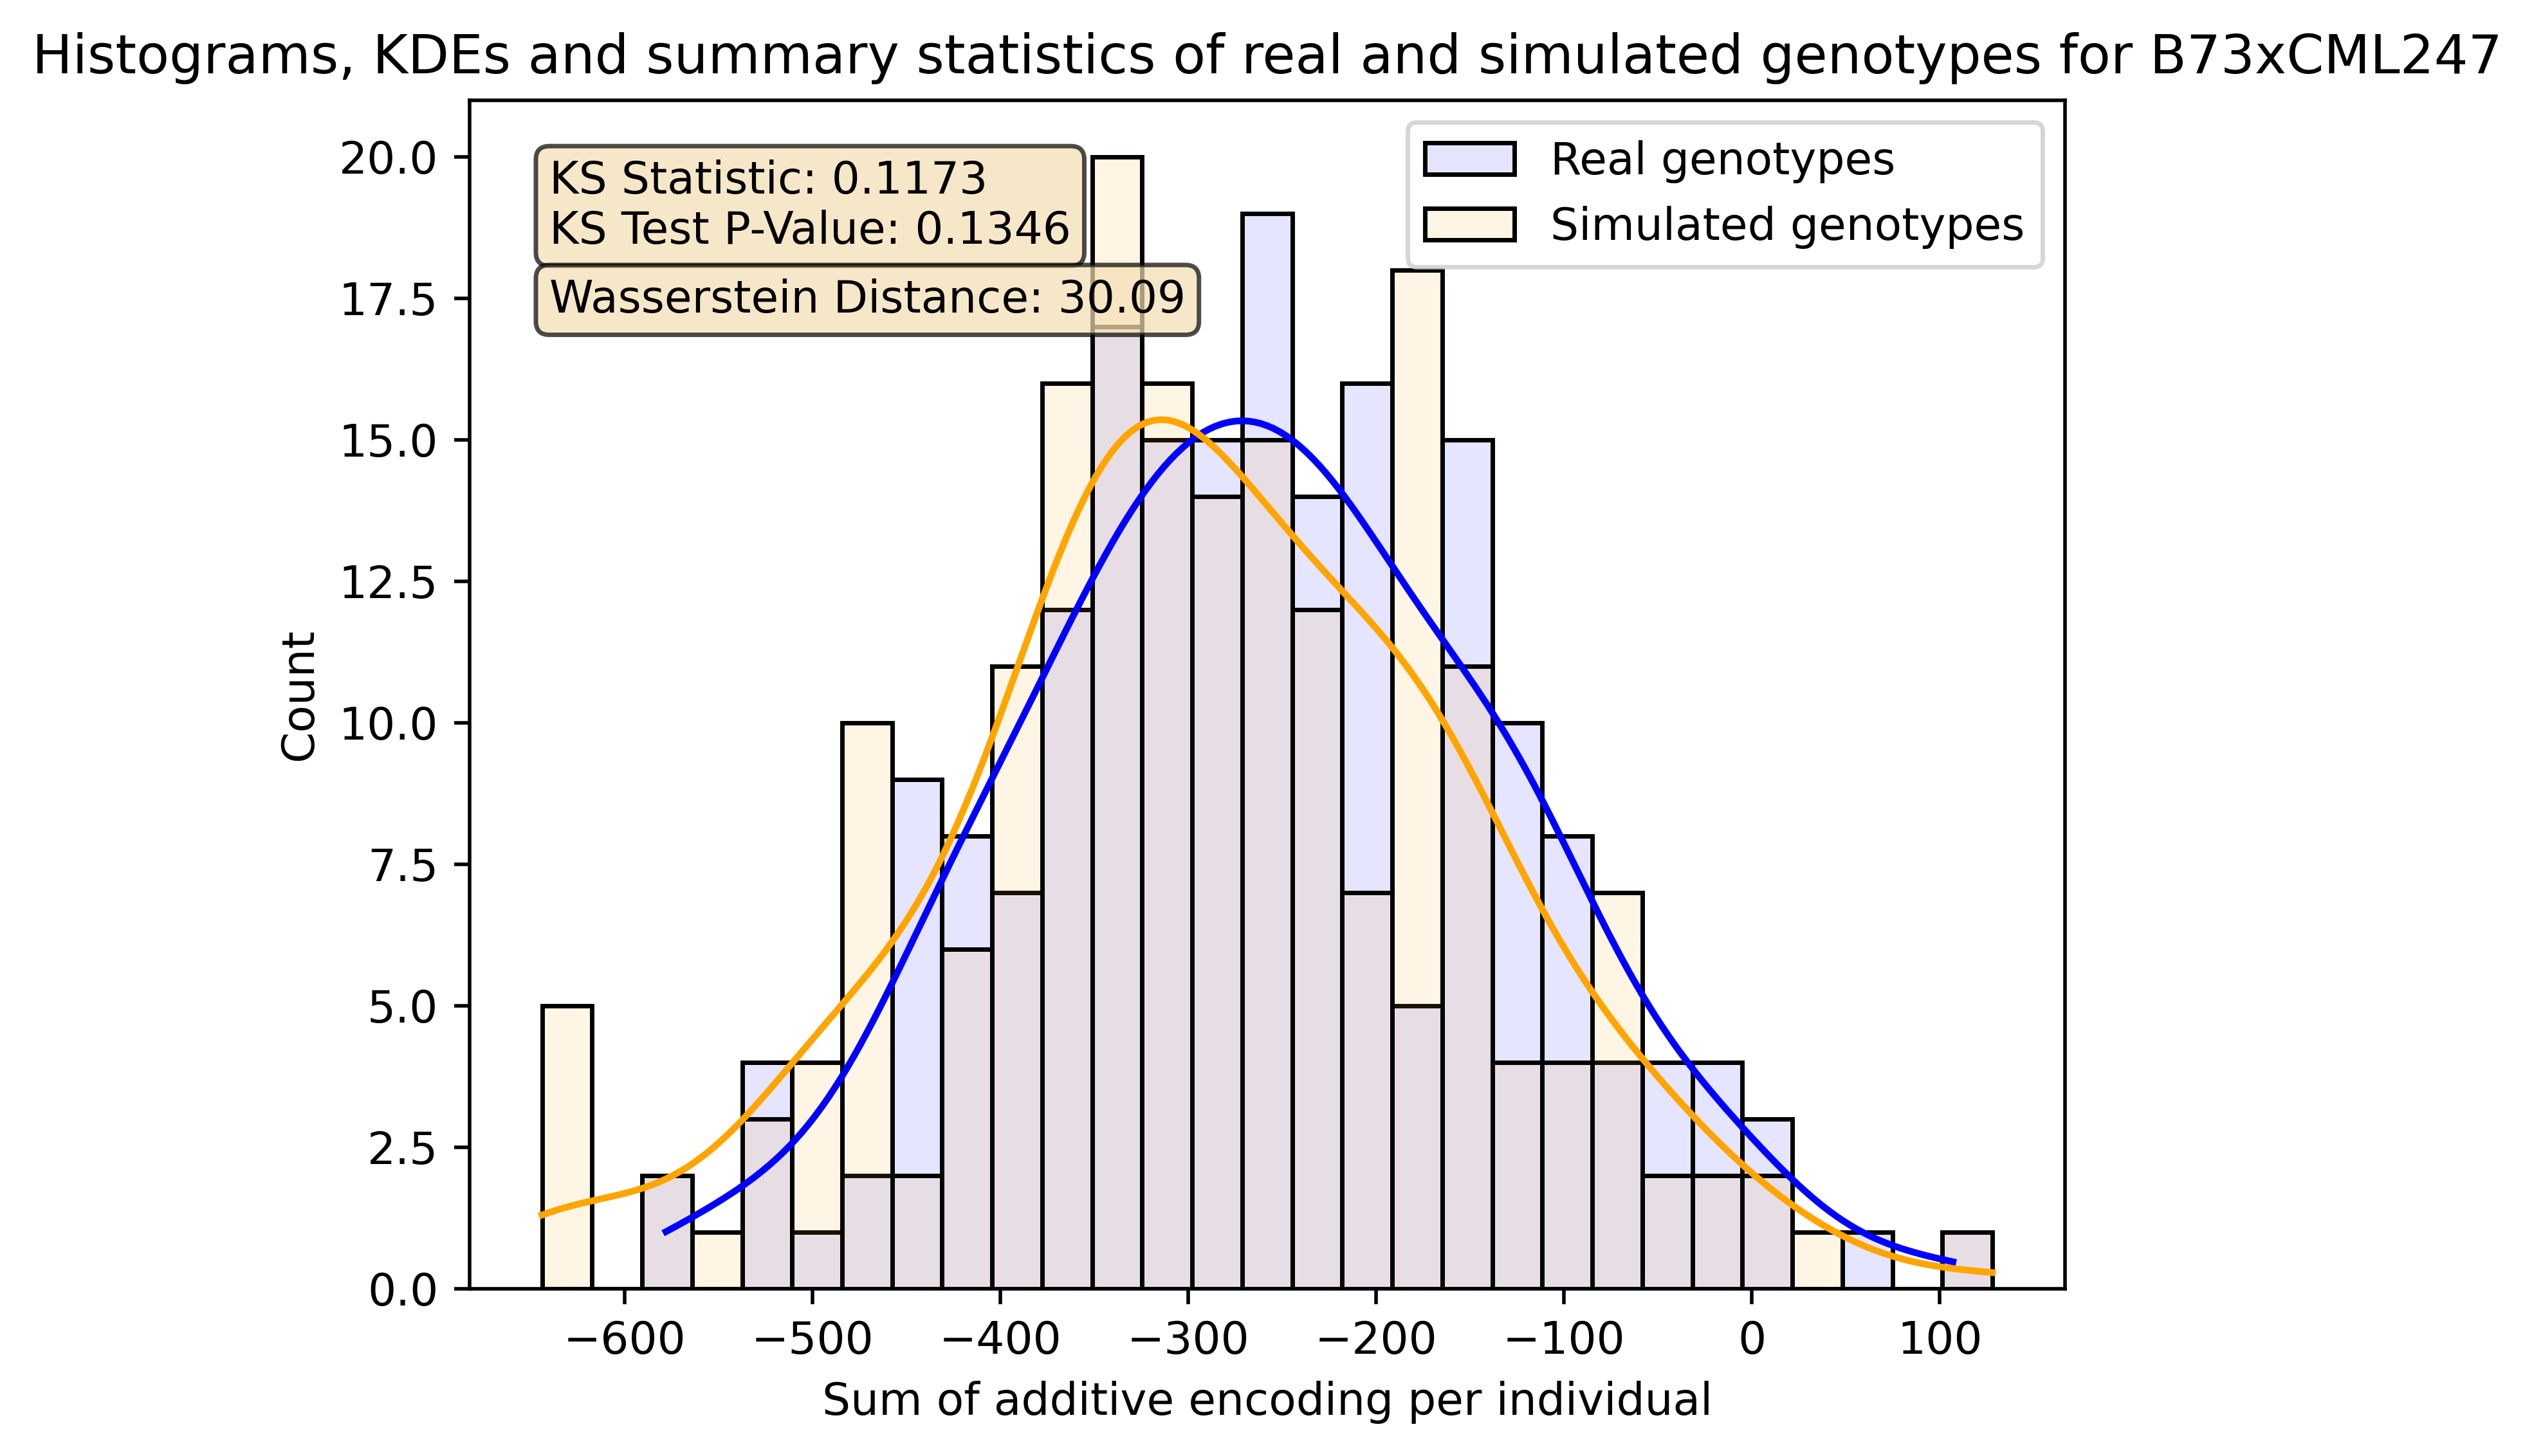 Histograms, KDEs and summary statistics of real and simulated genotypes for B73xCML247
KS Statistic: 0.1173
KS Test P-Value: 0.1346
Wasserstein Distance: 30.09
Real genotypes
Simulated genotypes
20.0
17.5
15.0
12.5
10.0
7.5
5.0
2.5
0.0
Count
−600 −500 −400 −300 −200 −100 0 100
Sum of additive encoding per individual